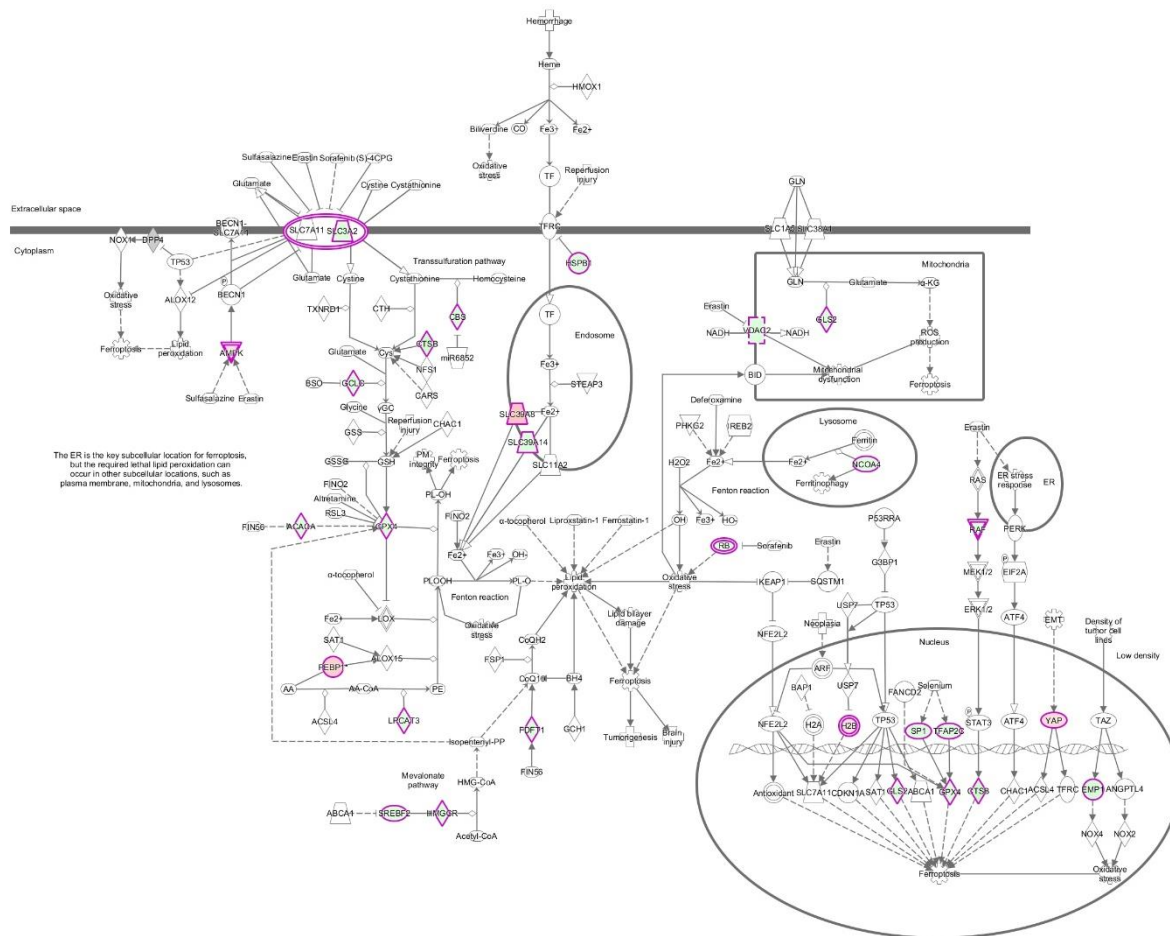 Hemorrhage
Heme
HMOX1
Biliverdine
CO
Fe3+
Fe2+
Oxidative stress
TF
Reperfusion injury
Sulfasalazine
Erastin
Sorafenib
(S)-4CPG
Glutamate
Cystine
Cystathionine
GLN
Extracellular space
Cytoplasm
NOX1
DPP4
BECN1-SLC7A11
SLC7A11
SLC3A2
TFRC
SLC1A5
SLC38A1
TP53
HSPB1
Transsulfuration pathway
Mitochondria
Glutamate
Cystine
Cystathionine
Homocysteine
GLN
Glutamate
α-KG
Oxidative stress
ALOX12
P
BECN1
TXNRD1
CTH
CBS
TF
Endosome
Erastin
GLS2
VDAC2
NADH
NADH
ROS production
Ferroptosis
Lipid peroxidation
AMPK
Glutamate
Cys
CTSB
miR6852
NFS1
Fe3+
STEAP3
BID
Mitochondrial dysfunction
Ferroptosis
Sulfasalazine
Erastin
BSO
GCLC
CARS
Fe2+
Deferoxamine
Glycine
γGC
SLC39A8
PHKG2
IREB2
Lysosome
Erastin
GSS
Reperfusion injury
CHAC1
SLC39A14
Ferritin
RAS
ER stress response
ER
The ER is the key subcellular location for ferroptosis,
but the required lethal lipid peroxidation can
occur in other subcellular locations, such as
plasma membrane, mitochondria, and lysosomes.
GSSG
GSH
PM integrity
Ferroptosis
SLC11A2
H2O2
Fe2+
Fe2+
NCOA4
Ferritinophagy
FINO2
PL-OH
Fenton reaction
Altretamine
RSL3
FINO2
α-tocopherol
Liproxstatin-1
Ferrostatin-1
OH
Fe3+
HO-
P53RRA
RAF
PERK
FIN56
ACACA
GPX4
RB
Sorafenib
Erastin
G3BP1
Fe2+
Fe3+
OH-
MEK1/2
P
EIF2A
α-tocopherol
PLOOH
PL-O
Lipid peroxidation
Oxidative stress
KEAP1
SQSTM1
Fenton reaction
USP7
TP53
ERK1/2
ATF4
EMT
Density of tumor cell lines
Fe2+
LOX
Oxidative stress
CoQH2
Lipid bilayer damage
Neoplasia
NFE2L2
Low density
SAT1
ALOX15
Nucleus
PEBP1
FSP1
ARF
USP7
FANCD2
Selenium
AA
AA-CoA
PE
CoQ10
BH4
Ferroptosis
BAP1
P
STAT3
ACSL4
LPCAT3
NFE2L2
H2A
H2B
TP53
SP1
TFAP2C
ATF4
YAP
TAZ
FDFT1
GCH1
Tumorigenesis
Brain injury
Isopentenyl-PP
FIN56
Mevalonate pathway
HMG-CoA
Antioxidant
SLC7A11
CDKN1A
SAT1
GLS2
ABCA1
GPX4
CTSB
CHAC1
ACSL4
TFRC
EMP1
ANGPTL4
ABCA1
SREBF2
HMGCR
NOX4
NOX2
Acetyl-CoA
Ferroptosis
Oxidative stress